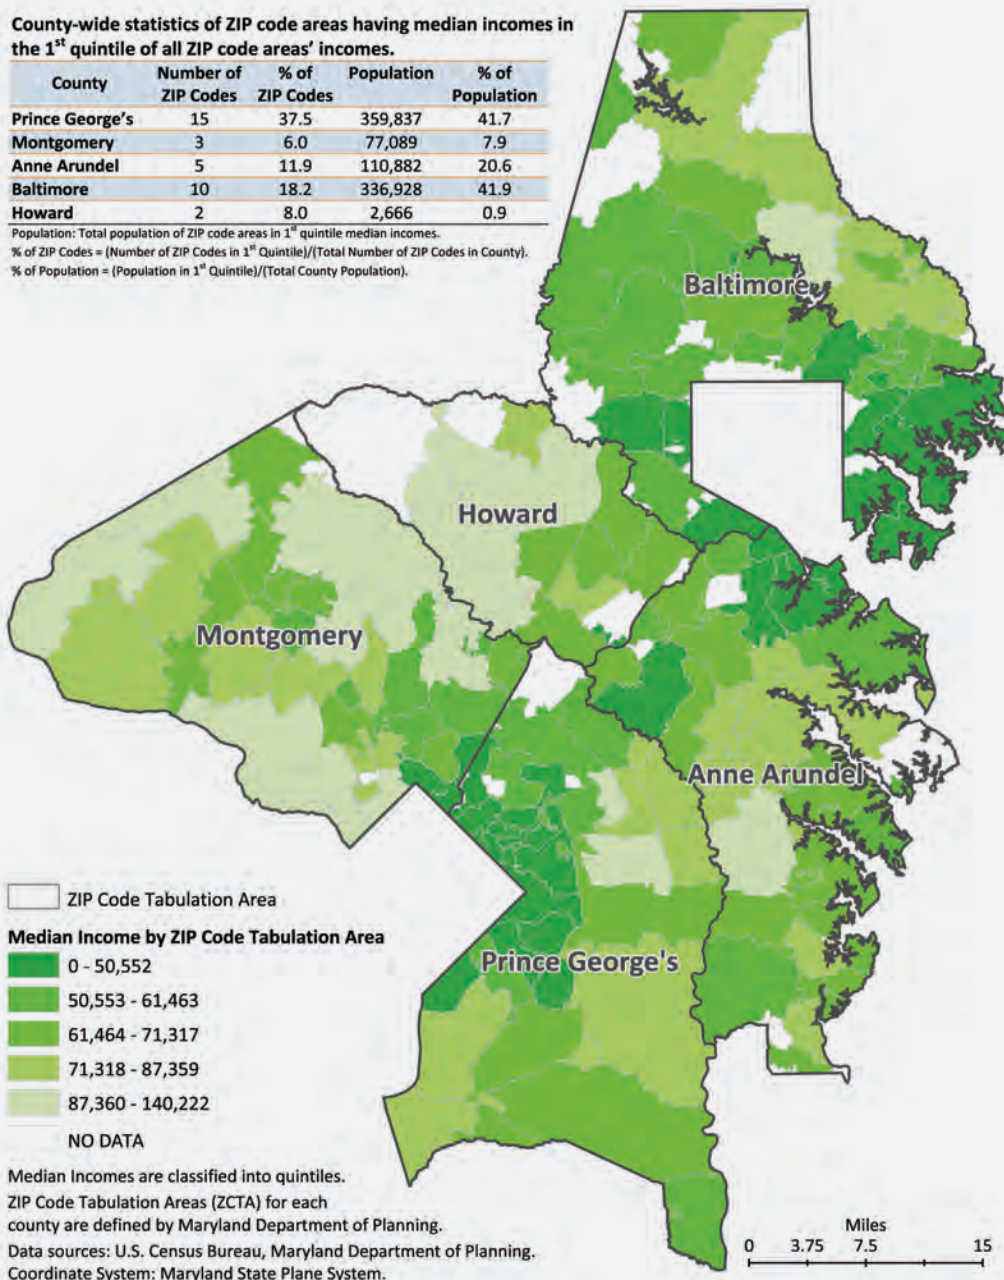 County-wide statistics of ZIP code areas having median incomes in
the 1st quintile of all ZIP code areas' incomes.
County Number of ZIP Codes % of ZIP Codes Population % of Population
Prince George's 15 37.5 359,837 41.7
Montgomery 3 6.0 77,089 7.9
Anne Arundel 5 11.9 110,882 20.6
Baltimore 10 18.2 336,928 41.9
Howard 2 8.0 2,666 0.9
Population: Total population of ZIP code areas in 1st quintile median incomes.
% of ZIP Codes = (Number of ZIP Codes in 1st Quintile)/(Total Number of ZIP Codes in County).
% of Population = (Population in 1st Quintile)/(Total County Population).
Baltimore
Howard
Montgomery
Anne Arundel
Prince George's
ZIP Code Tabulation Area
Median Income by ZIP Code Tabulation Area
0 - 50,552
50,553 - 61,463
61,464 - 71,317
71,318 - 87,359
87,360 - 140,222
NO DATA
Median Incomes are classified into quintiles.
ZIP Code Tabulation Areas (ZCTA) for each
county are defined by Maryland Department of Planning.
Data sources: U.S. Census Bureau, Maryland Department of Planning.
Coordinate System: Maryland State Plane System.
Miles
0 3.75 7.5 15